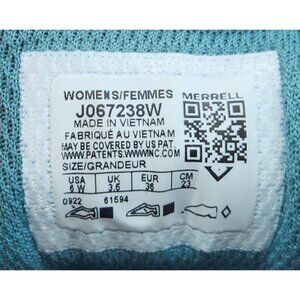 WOMENS/FEMMES MERRELL
J067238W
MADE IN VIETNAM
FABRIQUÉ AU VIETNAM
MAY BE COVERED BY US PAT.
WWW.PATENTS.WWWINC.COM
SIZE/GRANDEUR
USA UK EUR CM
6 W 3.5 36 23
0922 61594